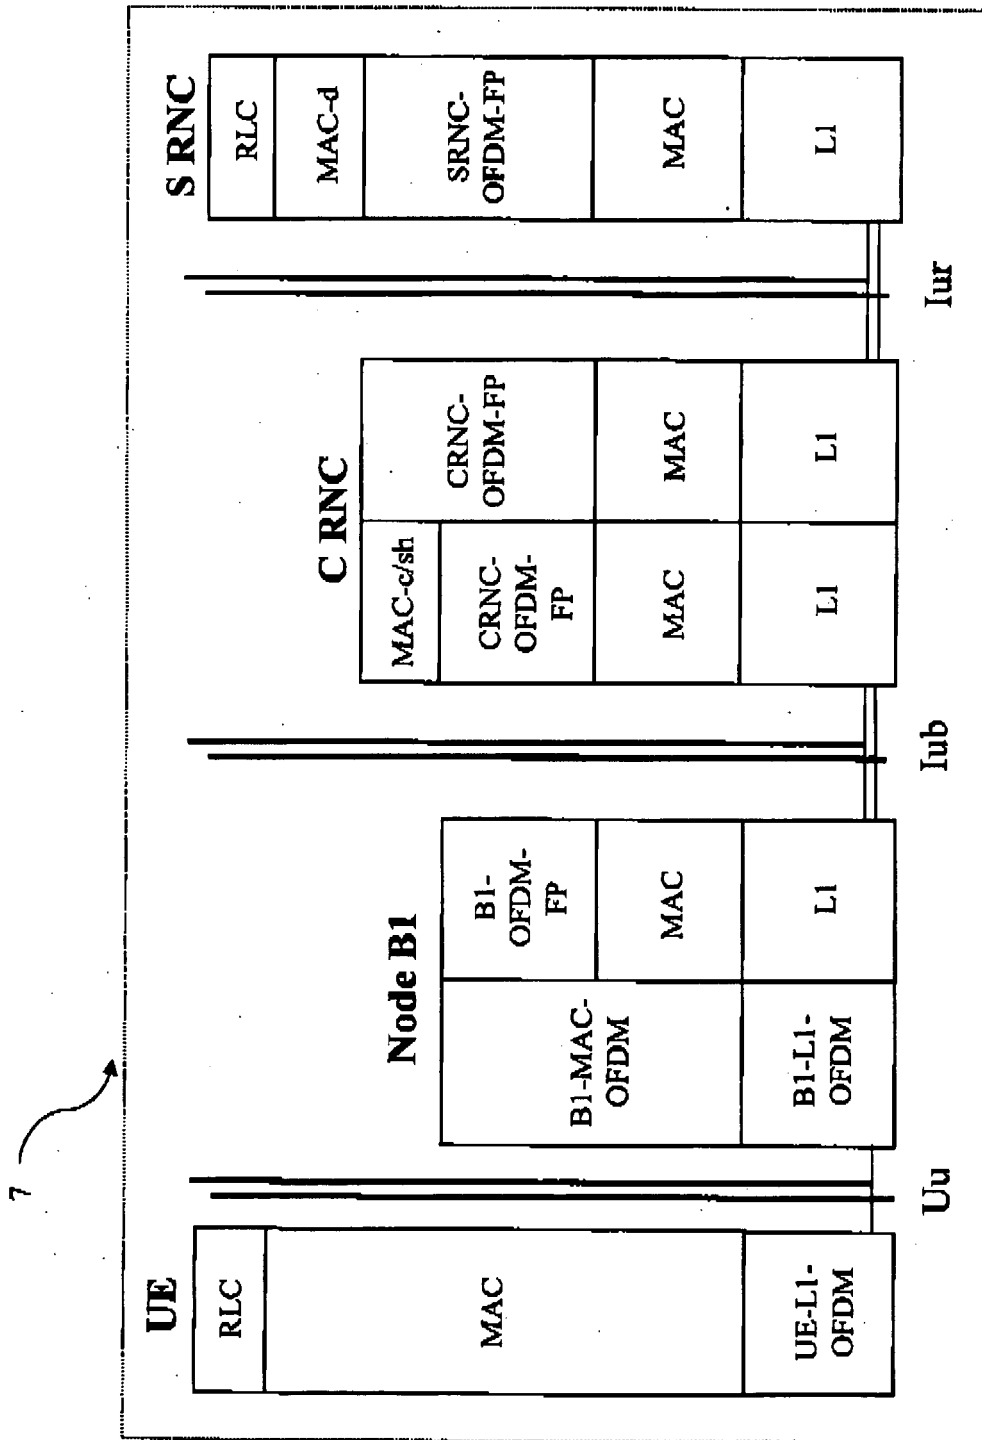 7
UE
RLC
MAC
UE-L1-
OFDM
Uu
Node B1
B1-MAC-
OFDM
B1-L1-
OFDM
B1-
OFDM-
FP
MAC
L1
Iub
C RNC
MAC-c/sh
CRNC-
OFDM-
FP
MAC
L1
CRNC-
OFDM-FP
MAC
L1
Iur
S RNC
RLC
MAC-d
SRNC-
OFDM-FP
MAC
L1